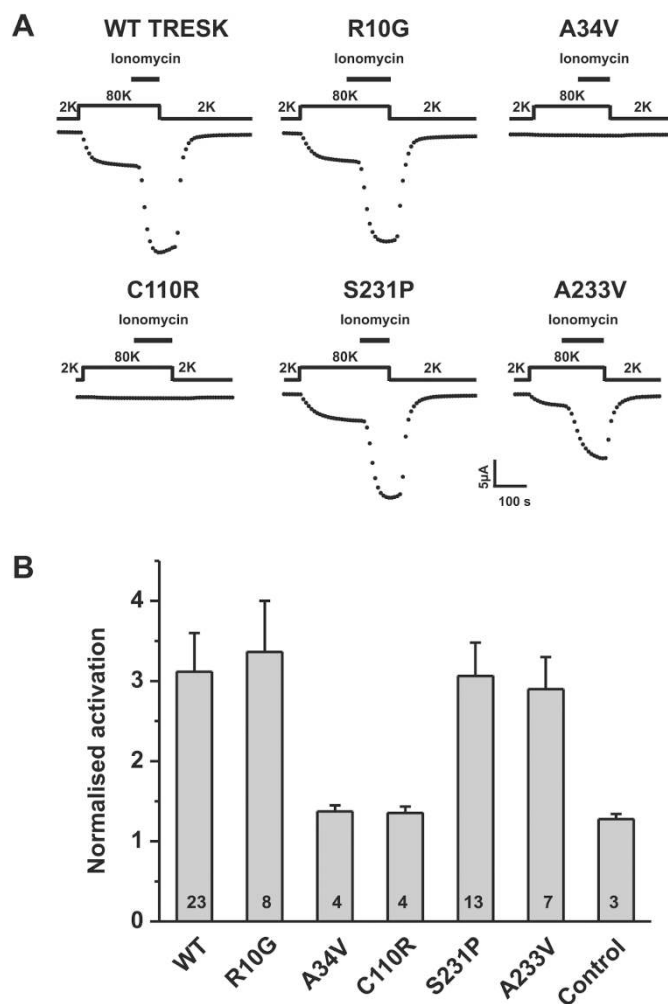 A
WT TRESK
R10G
A34V
Ionomycin
Ionomycin
Ionomycin
2K 80K 2K
2K 80K 2K
2K 80K 2K
C110R
S231P
A233V
Ionomycin
Ionomycin
Ionomycin
2K 80K 2K
2K 80K 2K
2K 80K 2K
5µA
100 s
B
Normalised activation
4
3
2
1
0
23 8 4 4 13 7 3
WT R10G A34V C110R S231P A233V Control